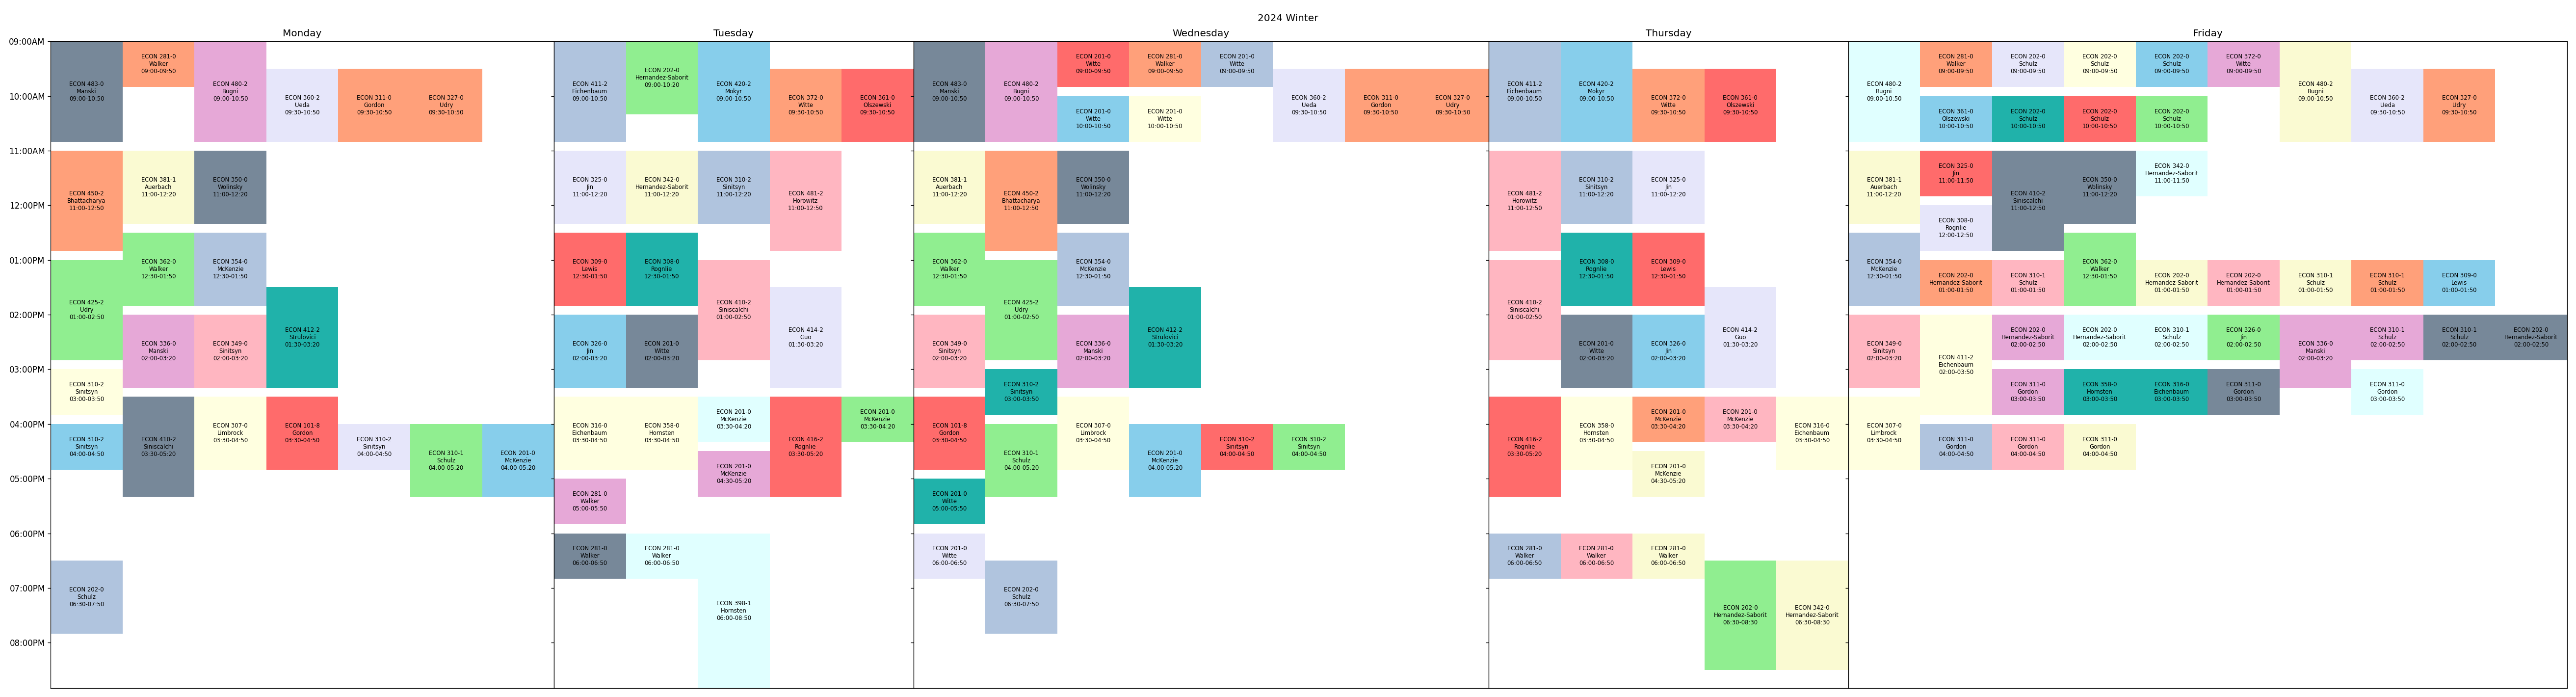 2024 Winter
Monday
Tuesday
Wednesday
Thursday
Friday
09:00AM
10:00AM
11:00AM
12:00PM
01:00PM
02:00PM
03:00PM
04:00PM
05:00PM
06:00PM
07:00PM
08:00PM
ECON 483-0
Manski
09:00-10:50
ECON 281-0
Walker
09:00-09:50
ECON 480-2
Bugni
09:00-10:50
ECON 360-2
Ueda
09:30-10:50
ECON 311-0
Gordon
09:30-10:50
ECON 327-0
Udry
09:30-10:50
ECON 450-2
Bhattacharya
11:00-12:50
ECON 381-1
Auerbach
11:00-12:20
ECON 350-0
Wolinsky
11:00-12:20
ECON 362-0
Walker
12:30-01:50
ECON 354-0
McKenzie
12:30-01:50
ECON 425-2
Udry
01:00-02:50
ECON 412-2
Strulovici
01:30-03:20
ECON 336-0
Manski
02:00-03:20
ECON 349-0
Sinitsyn
02:00-03:20
ECON 310-2
Sinitsyn
03:00-03:50
ECON 410-2
Siniscalchi
03:30-05:20
ECON 307-0
Limbrock
03:30-04:50
ECON 101-8
Gordon
03:30-04:50
ECON 310-2
Sinitsyn
04:00-04:50
ECON 310-2
Sinitsyn
04:00-04:50
ECON 310-1
Schulz
04:00-05:20
ECON 201-0
McKenzie
04:00-05:20
ECON 202-0
Schulz
06:30-07:50
ECON 411-2
Eichenbaum
09:00-10:50
ECON 202-0
Hernandez-Saborit
09:00-10:20
ECON 420-2
Mokyr
09:00-10:50
ECON 372-0
Witte
09:30-10:50
ECON 361-0
Olszewski
09:30-10:50
ECON 325-0
Jin
11:00-12:20
ECON 342-0
Hernandez-Saborit
11:00-12:20
ECON 310-2
Sinitsyn
11:00-12:20
ECON 481-2
Horowitz
11:00-12:50
ECON 309-0
Lewis
12:30-01:50
ECON 308-0
Rognlie
12:30-01:50
ECON 410-2
Siniscalchi
01:00-02:50
ECON 414-2
Guo
01:30-03:20
ECON 326-0
Jin
02:00-03:20
ECON 201-0
Witte
02:00-03:20
ECON 316-0
Eichenbaum
03:30-04:50
ECON 358-0
Hornsten
03:30-04:50
ECON 201-0
McKenzie
03:30-04:20
ECON 416-2
Rognlie
03:30-05:20
ECON 201-0
McKenzie
03:30-04:20
ECON 201-0
McKenzie
04:30-05:20
ECON 281-0
Walker
05:00-05:50
ECON 281-0
Walker
06:00-06:50
ECON 281-0
Walker
06:00-06:50
ECON 398-1
Hornsten
06:00-08:50
ECON 483-0
Manski
09:00-10:50
ECON 480-2
Bugni
09:00-10:50
ECON 201-0
Witte
09:00-09:50
ECON 281-0
Walker
09:00-09:50
ECON 201-0
Witte
09:00-09:50
ECON 360-2
Ueda
09:30-10:50
ECON 311-0
Gordon
09:30-10:50
ECON 327-0
Udry
09:30-10:50
ECON 201-0
Witte
10:00-10:50
ECON 201-0
Witte
10:00-10:50
ECON 381-1
Auerbach
11:00-12:20
ECON 450-2
Bhattacharya
11:00-12:50
ECON 350-0
Wolinsky
11:00-12:20
ECON 362-0
Walker
12:30-01:50
ECON 354-0
McKenzie
12:30-01:50
ECON 425-2
Udry
01:00-02:50
ECON 412-2
Strulovici
01:30-03:20
ECON 349-0
Sinitsyn
02:00-03:20
ECON 336-0
Manski
02:00-03:20
ECON 310-2
Sinitsyn
03:00-03:50
ECON 101-8
Gordon
03:30-04:50
ECON 307-0
Limbrock
03:30-04:50
ECON 310-1
Schulz
04:00-05:20
ECON 201-0
McKenzie
04:00-05:20
ECON 310-2
Sinitsyn
04:00-04:50
ECON 310-2
Sinitsyn
04:00-04:50
ECON 201-0
Witte
05:00-05:50
ECON 201-0
Witte
06:00-06:50
ECON 202-0
Schulz
06:30-07:50
ECON 411-2
Eichenbaum
09:00-10:50
ECON 420-2
Mokyr
09:00-10:50
ECON 372-0
Witte
09:30-10:50
ECON 361-0
Olszewski
09:30-10:50
ECON 481-2
Horowitz
11:00-12:50
ECON 310-2
Sinitsyn
11:00-12:20
ECON 325-0
Jin
11:00-12:20
ECON 308-0
Rognlie
12:30-01:50
ECON 309-0
Lewis
12:30-01:50
ECON 410-2
Siniscalchi
01:00-02:50
ECON 414-2
Guo
01:30-03:20
ECON 201-0
Witte
02:00-03:20
ECON 326-0
Jin
02:00-03:20
ECON 416-2
Rognlie
03:30-05:20
ECON 358-0
Hornsten
03:30-04:50
ECON 201-0
McKenzie
03:30-04:20
ECON 201-0
McKenzie
03:30-04:20
ECON 316-0
Eichenbaum
03:30-04:50
ECON 201-0
McKenzie
04:30-05:20
ECON 281-0
Walker
06:00-06:50
ECON 281-0
Walker
06:00-06:50
ECON 281-0
Walker
06:00-06:50
ECON 202-0
Hernandez-Saborit
06:30-08:30
ECON 342-0
Hernandez-Saborit
06:30-08:30
ECON 480-2
Bugni
09:00-10:50
ECON 281-0
Walker
09:00-09:50
ECON 202-0
Schulz
09:00-09:50
ECON 202-0
Schulz
09:00-09:50
ECON 202-0
Schulz
09:00-09:50
ECON 372-0
Witte
09:00-09:50
ECON 480-2
Bugni
09:00-10:50
ECON 360-2
Ueda
09:30-10:50
ECON 327-0
Udry
09:30-10:50
ECON 361-0
Olszewski
10:00-10:50
ECON 202-0
Schulz
10:00-10:50
ECON 202-0
Schulz
10:00-10:50
ECON 202-0
Schulz
10:00-10:50
ECON 381-1
Auerbach
11:00-12:20
ECON 325-0
Jin
11:00-11:50
ECON 410-2
Siniscalchi
11:00-12:50
ECON 350-0
Wolinsky
11:00-12:20
ECON 342-0
Hernandez-Saborit
11:00-11:50
ECON 308-0
Rognlie
12:00-12:50
ECON 354-0
McKenzie
12:30-01:50
ECON 362-0
Walker
12:30-01:50
ECON 202-0
Hernandez-Saborit
01:00-01:50
ECON 310-1
Schulz
01:00-01:50
ECON 202-0
Hernandez-Saborit
01:00-01:50
ECON 202-0
Hernandez-Saborit
01:00-01:50
ECON 310-1
Schulz
01:00-01:50
ECON 310-1
Schulz
01:00-01:50
ECON 309-0
Lewis
01:00-01:50
ECON 349-0
Sinitsyn
02:00-03:20
ECON 411-2
Eichenbaum
02:00-03:50
ECON 202-0
Hernandez-Saborit
02:00-02:50
ECON 202-0
Hernandez-Saborit
02:00-02:50
ECON 310-1
Schulz
02:00-02:50
ECON 326-0
Jin
02:00-02:50
ECON 336-0
Manski
02:00-03:20
ECON 310-1
Schulz
02:00-02:50
ECON 310-1
Schulz
02:00-02:50
ECON 202-0
Hernandez-Saborit
02:00-02:50
ECON 311-0
Gordon
03:00-03:50
ECON 358-0
Hornsten
03:00-03:50
ECON 316-0
Eichenbaum
03:00-03:50
ECON 311-0
Gordon
03:00-03:50
ECON 311-0
Gordon
03:00-03:50
ECON 307-0
Limbrock
03:30-04:50
ECON 311-0
Gordon
04:00-04:50
ECON 311-0
Gordon
04:00-04:50
ECON 311-0
Gordon
04:00-04:50